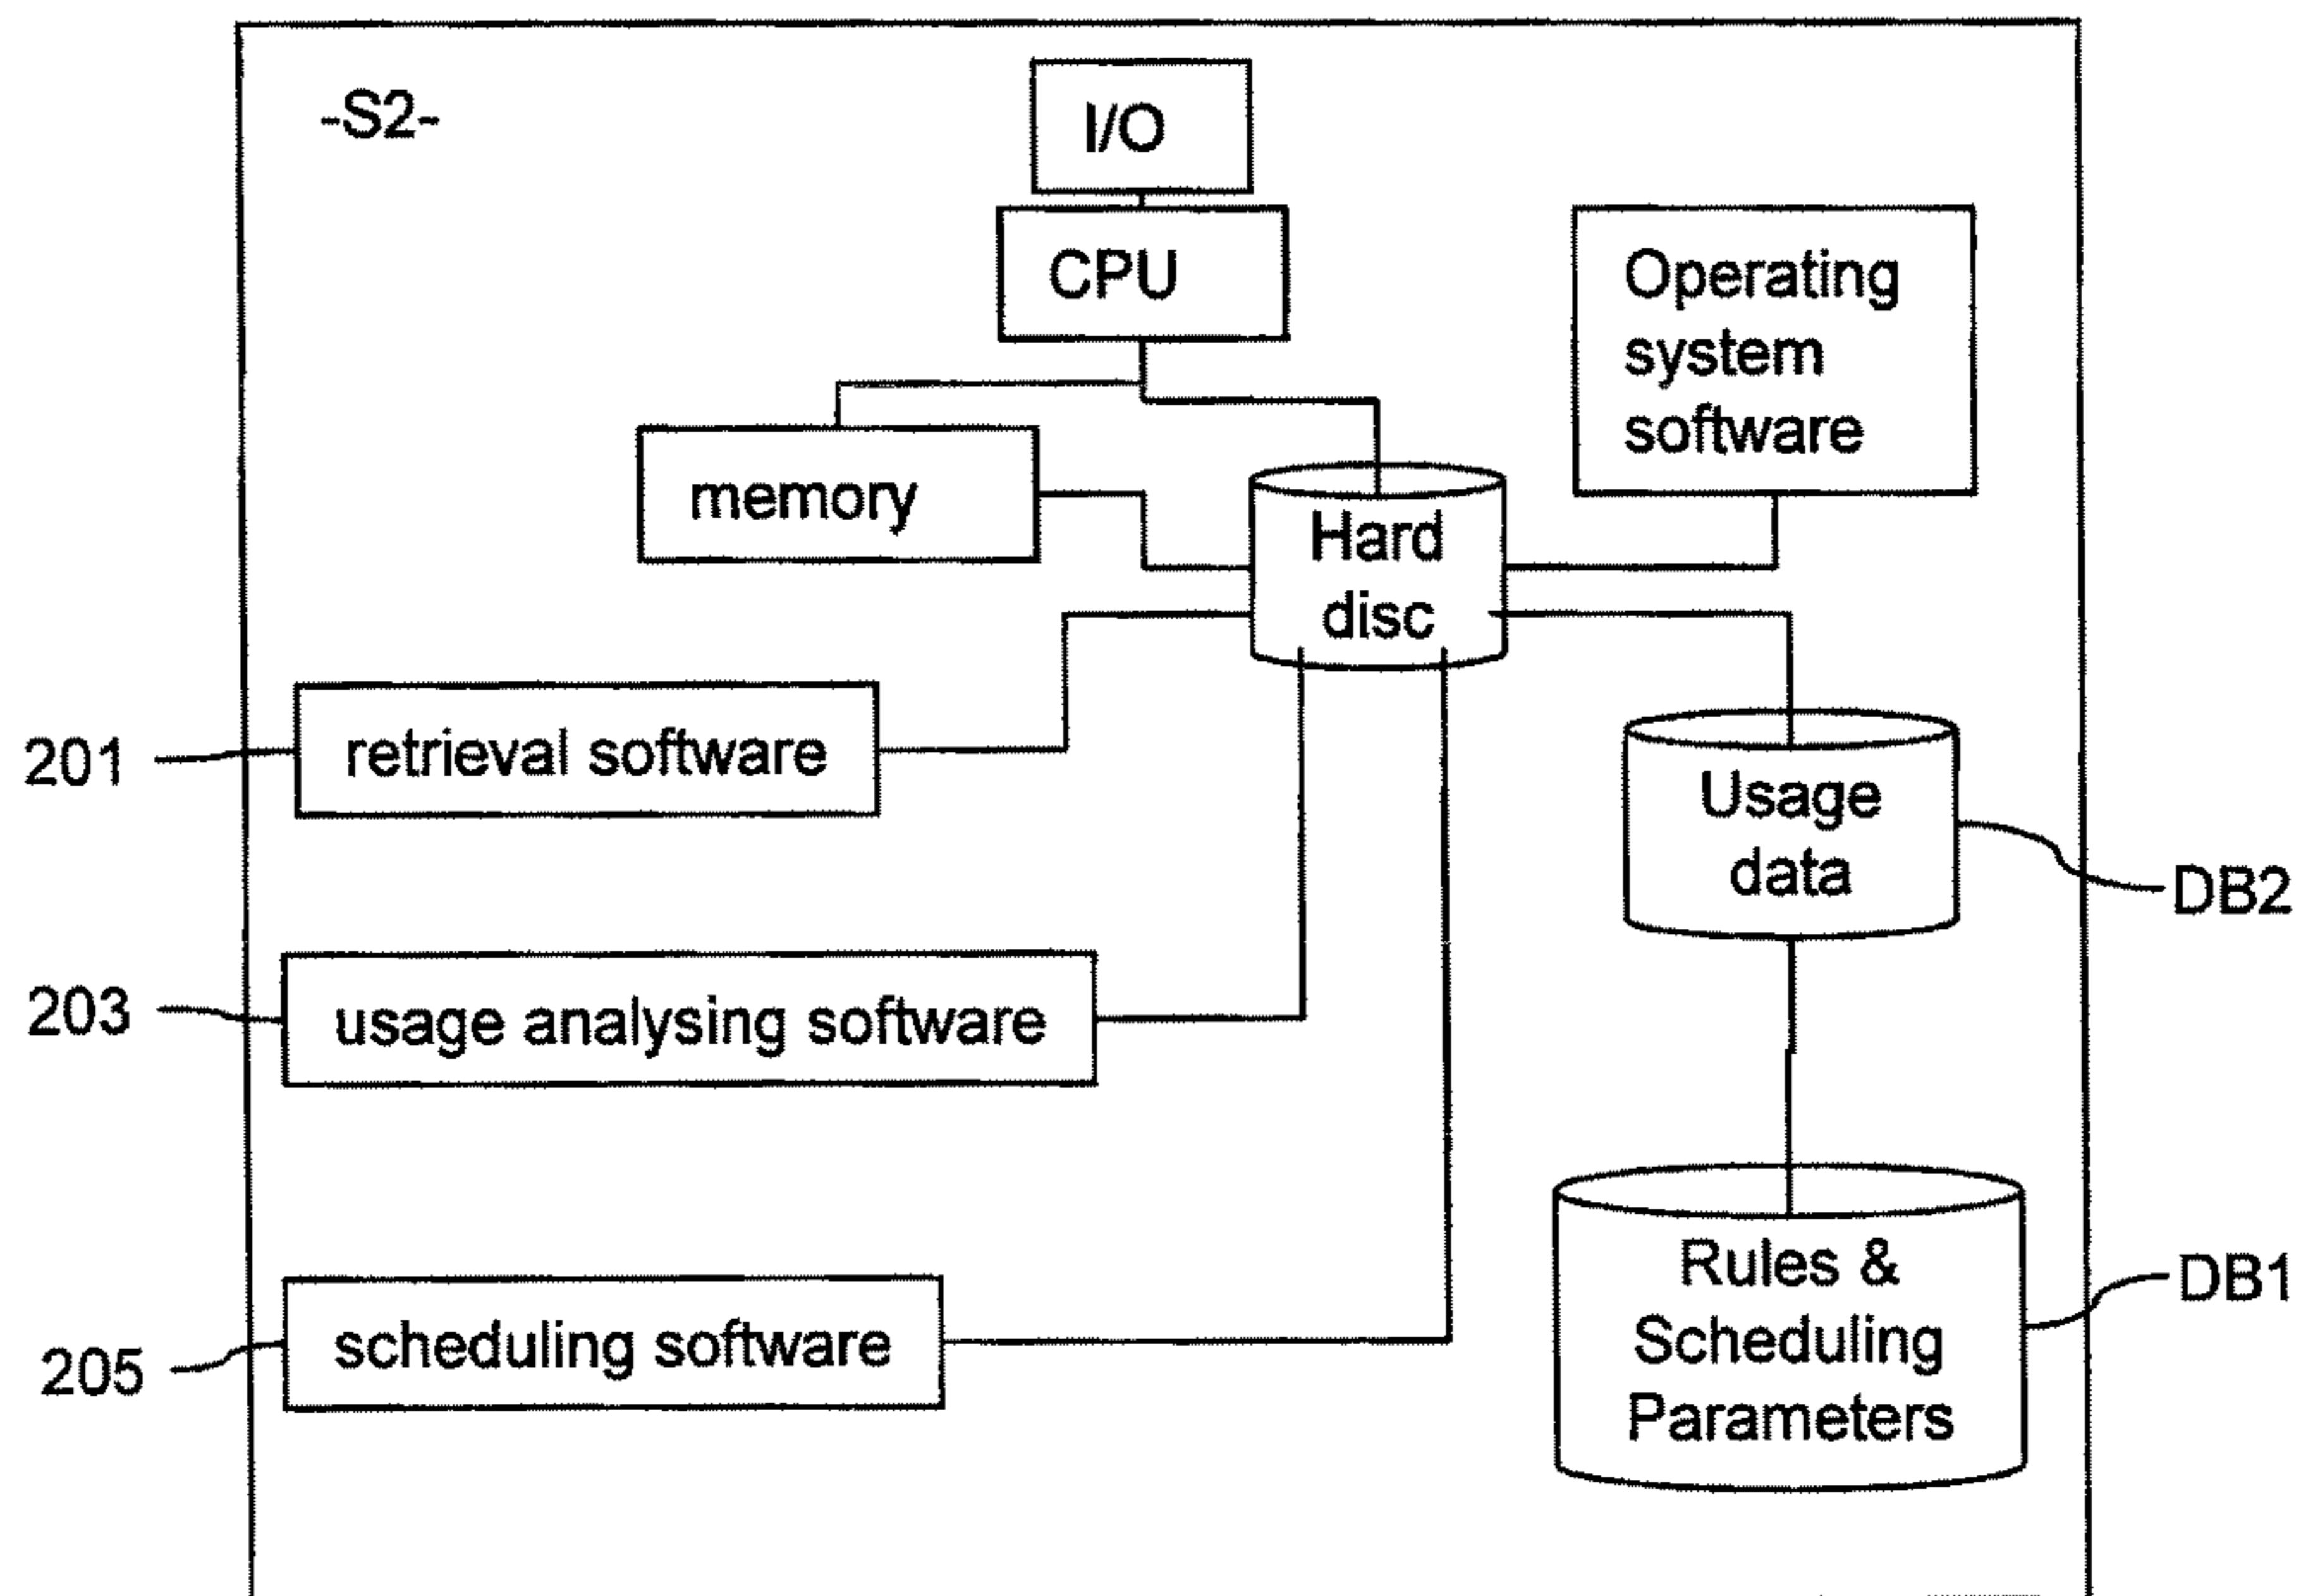 -S2-
I/O
CPU
Operating
system
software
memory
Hard
disc
201
retrieval software
Usage
data
DB2
203
usage analysing software
Rules &
Scheduling
Parameters
DB1
205
scheduling software